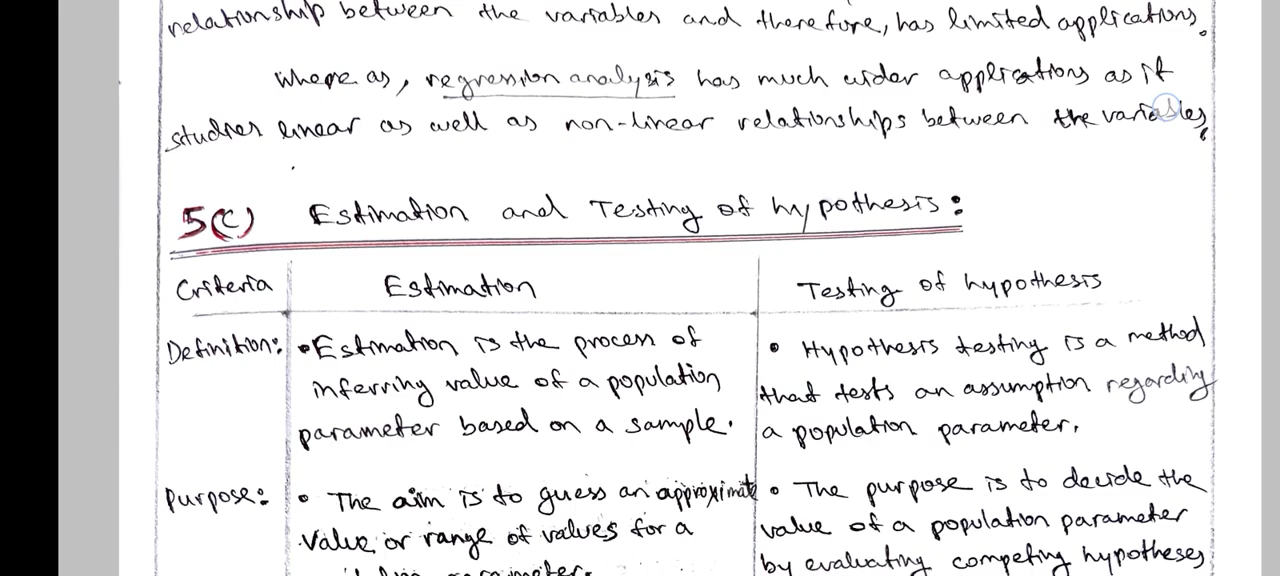 relationship between the variables and therefore, has limited applications.
Where as, regression analysis has much wider applications as it
studies linear as well as non-linear relationships between the variables.
5(c) Estimation and Testing of hypothesis:
Criteria Estimation Testing of hypothesis
Definition: • Estimation is the process of
inferring value of a population
parameter based on a sample.
• Hypothesis testing is a method
that tests an assumption regarding
a population parameter.
Purpose: • The aim is to guess an approximate
value or range of values for a
parameter.
• The purpose is to decide the
value of a population parameter
by evaluating competing hypotheses